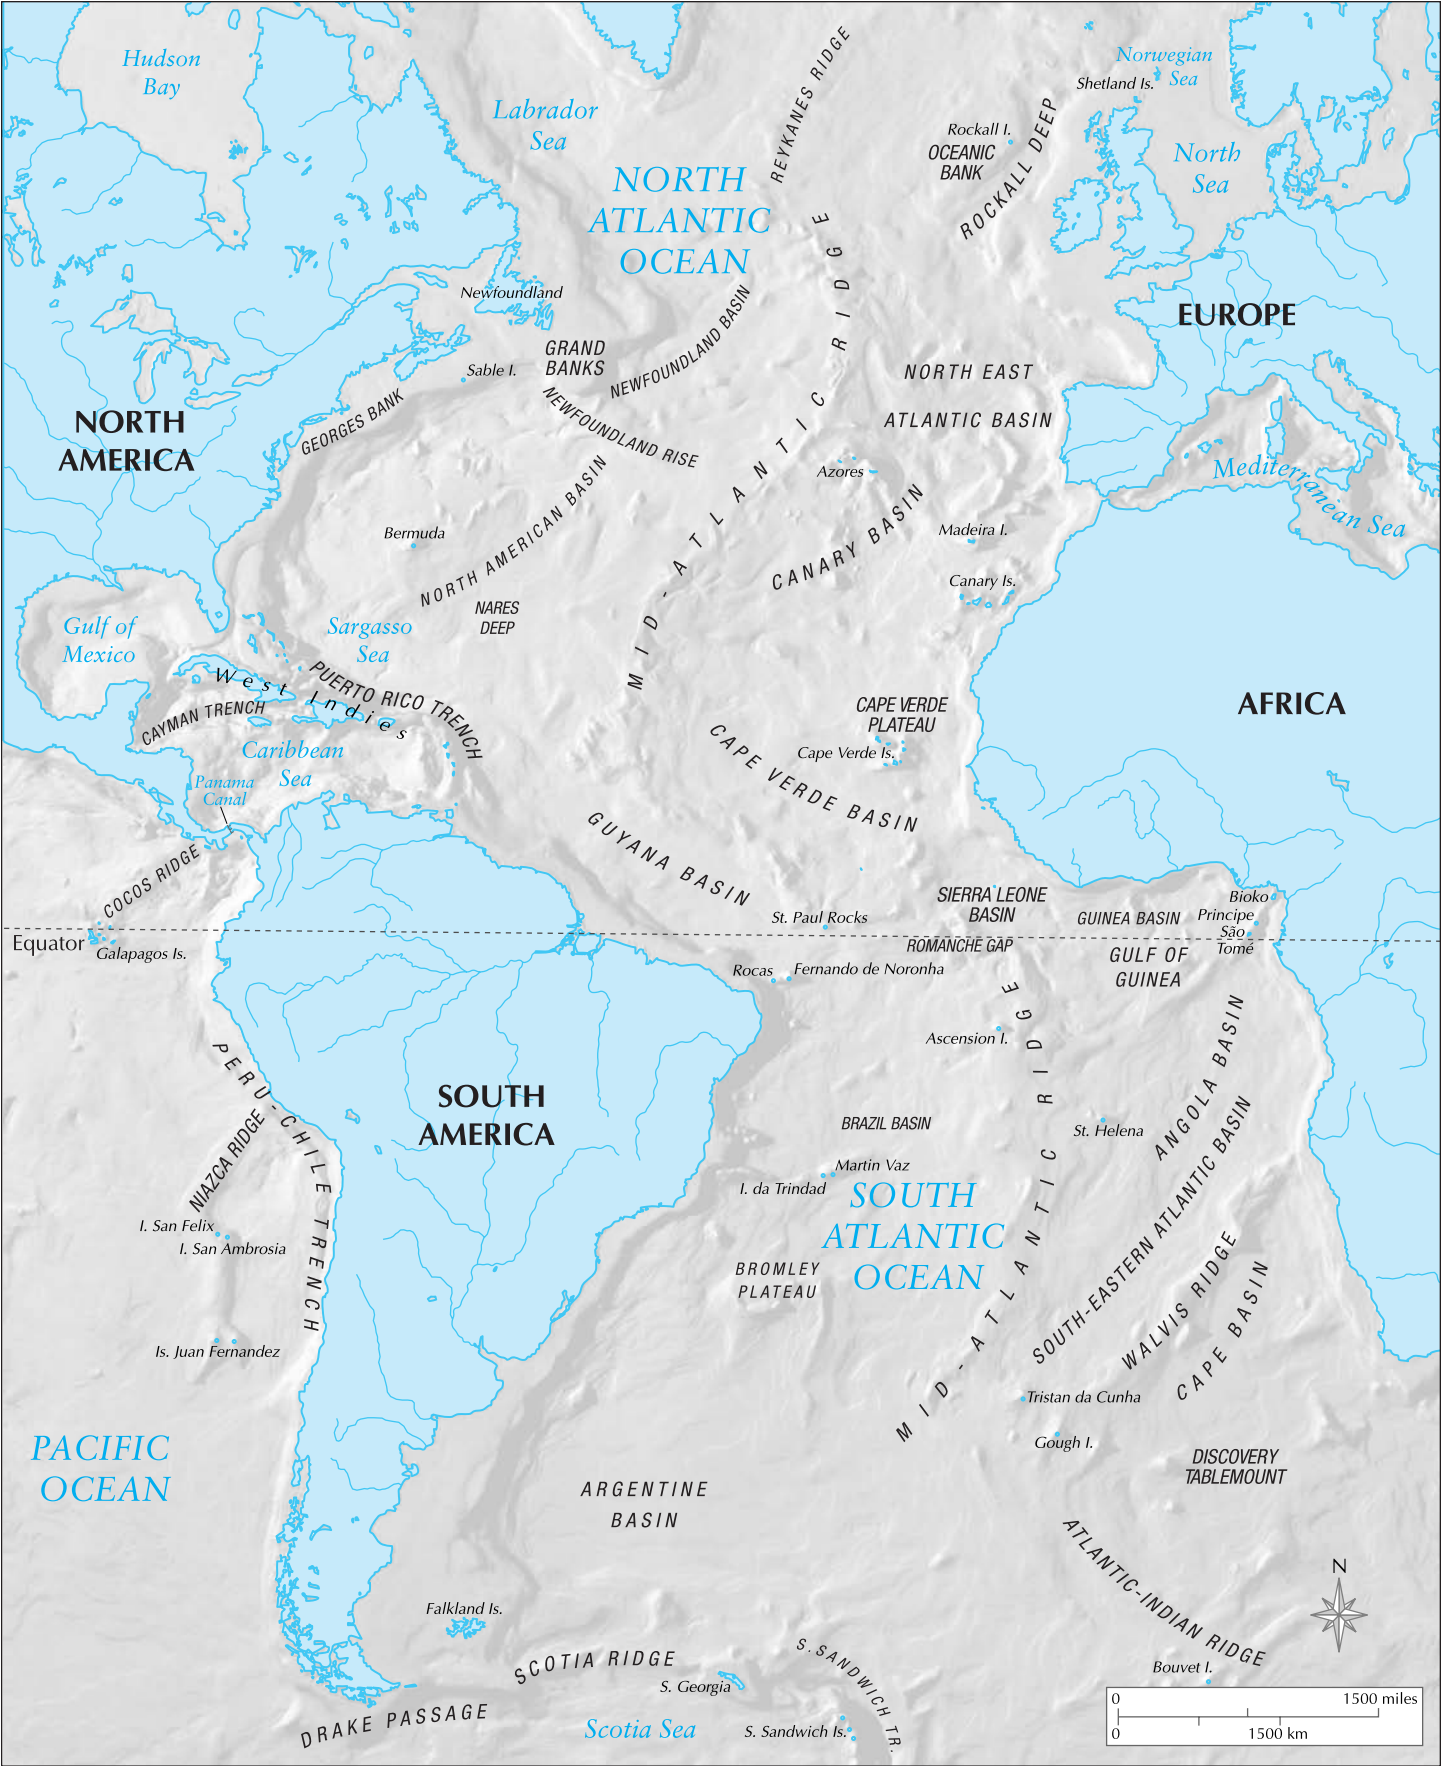 Hudson
Bay
Labrador
Sea
REYKANES RIDGE
Norwegian
Sea
Shetland Is.
Rockall I.
OCEANIC
BANK
ROCKALL DEEP
North
Sea
NORTH
ATLANTIC
OCEAN
Newfoundland
EUROPE
GRAND
BANKS
NEWFOUNDLAND BASIN
Sable I.
NEWFOUNDLAND RISE
GEORGES BANK
NORTH EAST
ATLANTIC BASIN
NORTH
AMERICA
MID-ATLANTIC RIDGE
Azores
Mediterranean Sea
NORTH AMERICAN BASIN
CANARY BASIN
Bermuda
Madeira I.
Canary Is.
NARES
DEEP
Gulf of
Mexico
Sargasso
Sea
West Indies
PUERTO RICO TRENCH
CAYMAN TRENCH
Caribbean
Sea
Panama
Canal
CAPE VERDE
PLATEAU
Cape Verde Is.
CAPE VERDE BASIN
AFRICA
GUYANA BASIN
COCOS RIDGE
SIERRA LEONE
BASIN
St. Paul Rocks
GUINEA BASIN
Bioko
Principe
São
Tomé
Equator
Galapagos Is.
ROMANCHE GAP
GULF OF
GUINEA
Rocas
Fernando de Noronha
Ascension I.
MID-ATLANTIC RIDGE
ANGOLA BASIN
PERU-CHILE TRENCH
SOUTH
AMERICA
NIAZCA RIDGE
BRAZIL BASIN
St. Helena
Martin Vaz
I. da Trindad
SOUTH
ATLANTIC
OCEAN
SOUTH-EASTERN ATLANTIC BASIN
I. San Felix
I. San Ambrosia
BROMLEY
PLATEAU
WALVIS RIDGE
CAPE BASIN
Is. Juan Fernandez
Tristan da Cunha
Gough I.
PACIFIC
OCEAN
DISCOVERY
TABLEMOUNT
ARGENTINE
BASIN
ATLANTIC-INDIAN RIDGE
N
Falkland Is.
SCOTIA RIDGE
S. Georgia
S. SANDWICH TR.
Bouvet I.
DRAKE PASSAGE
Scotia Sea
S. Sandwich Is.
0 1500 miles
0 1500 km